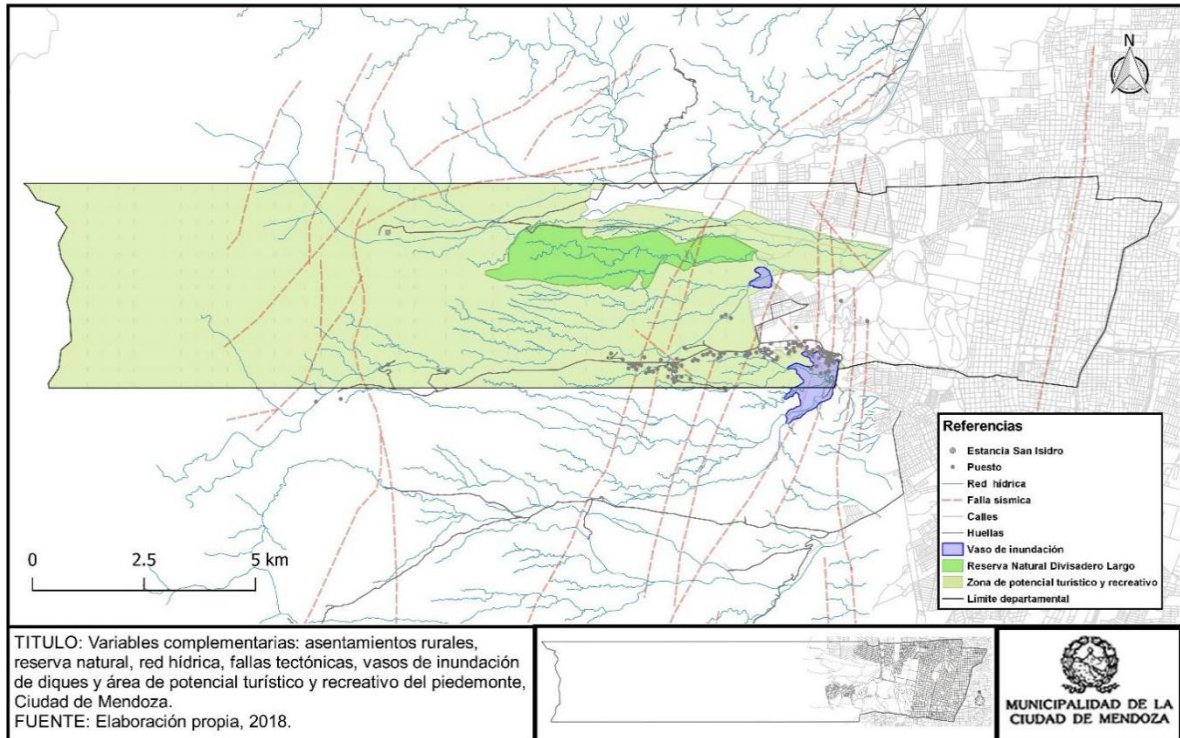 N
0 2.5 5 km
Referencias
Estancia San Isidro
Puesto
Red hídrica
Falla sísmica
Calles
Huellas
Vaso de inundación
Reserva Natural Divisadero Largo
Zona de potencial turístico y recreativo
Límite departamental
TITULO: Variables complementarias: asentamientos rurales,
reserva natural, red hídrica, fallas tectónicas, vasos de inundación
de diques y área de potencial turístico y recreativo del piedemonte,
Ciudad de Mendoza.
FUENTE: Elaboración propia, 2018.
MUNICIPALIDAD DE LA
CIUDAD DE MENDOZA